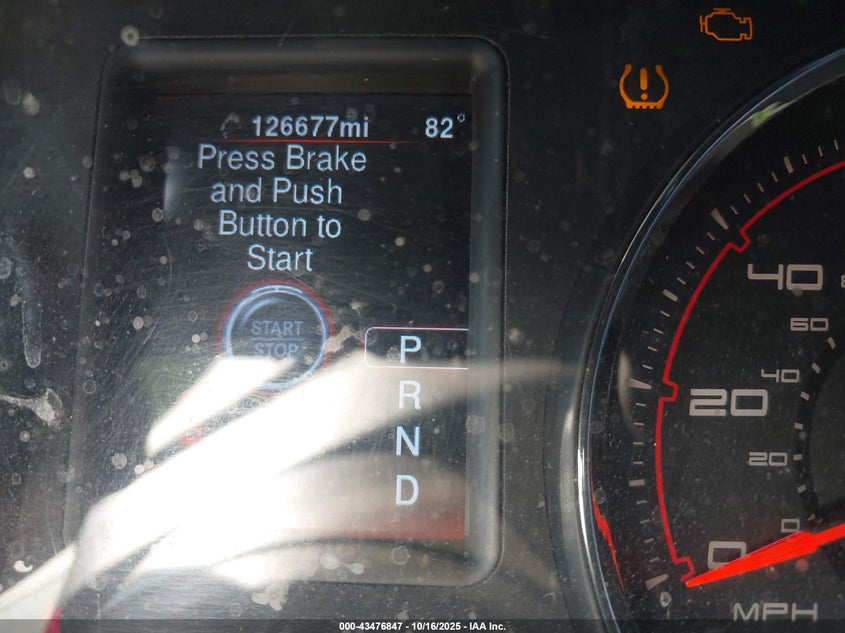 126677mi 82°
Press Brake
and Push
Button to
Start
START
STOP
P
R
N
D
40
60
40
20
20
0
0
MPH
000-43476847 - 10/16/2025 - IAA Inc.